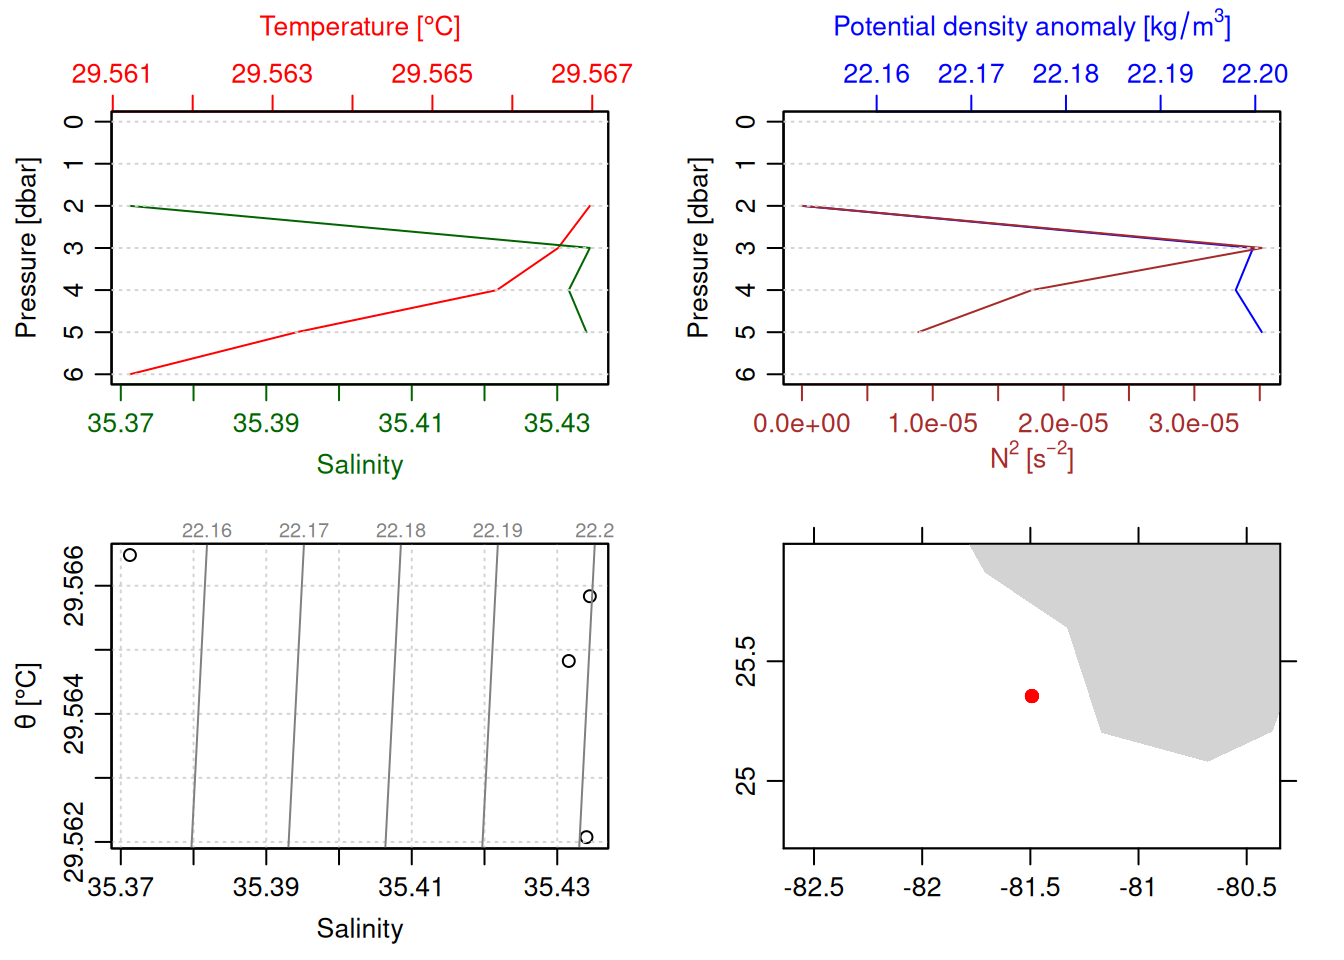 Temperature [°C]
29.561 29.563 29.565 29.567
Pressure [dbar]
0 1 2 3 4 5 6
35.37 35.39 35.41 35.43
Salinity
Potential density anomaly [kg/m³]
22.16 22.17 22.18 22.19 22.20
Pressure [dbar]
0 1 2 3 4 5 6
0.0e+00 1.0e-05 2.0e-05 3.0e-05
N² [s⁻²]
22.16 22.17 22.18 22.19 22.2
θ [°C]
29.562 29.564 29.566
35.37 35.39 35.41 35.43
Salinity
25.5
25
-82.5 -82 -81.5 -81 -80.5